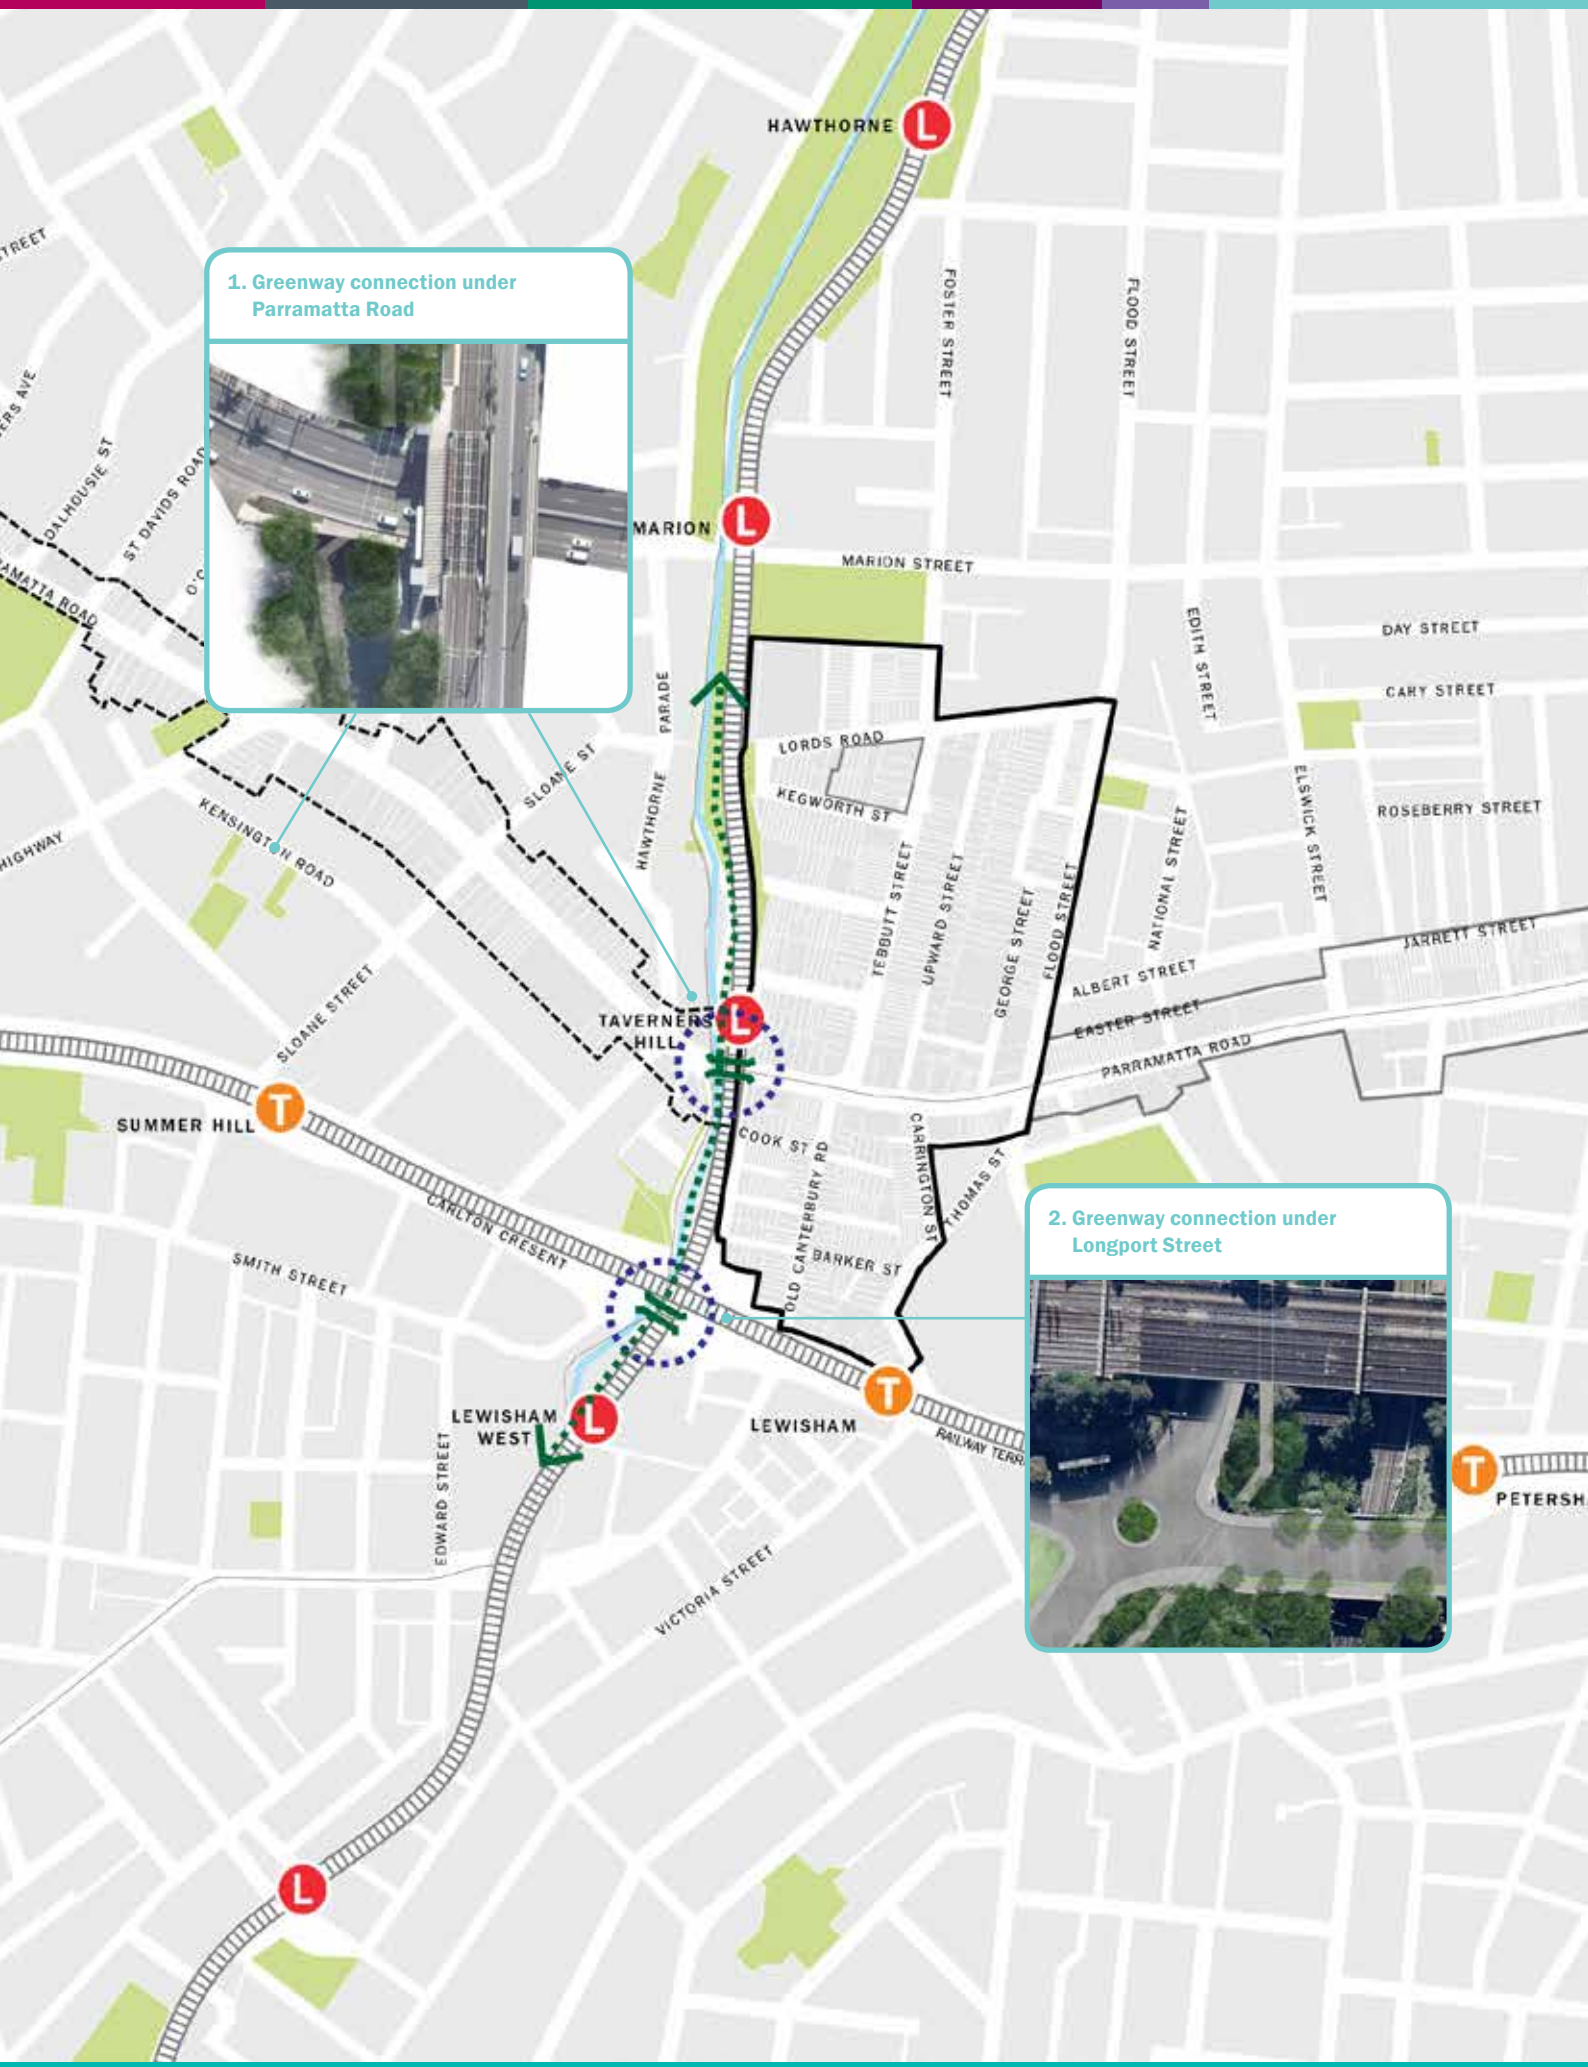 HAWTHORNE
L
STREET
1. Greenway connection under
Parramatta Road
FOSTER STREET
FLOOD STREET
ERS AVE
DALHOUSIE ST
ST DAVIDS ROAD
L
MARION
MARION STREET
AMATTA ROAD
EDITH STREET
DAY STREET
CARY STREET
PARADE
HAWTHORNE
LORDS ROAD
KEGWORTH ST
SLOANE ST
ELSWICK STREET
ROSEBERRY STREET
HIGHWAY
KENSINGTON ROAD
TEBBUTT STREET
UPWARD STREET
GEORGE STREET
FLOOD STREET
NATIONAL STREET
JARRETT STREET
ALBERT STREET
EASTER STREET
PARRAMATTA ROAD
SLOANE STREET
TAVERNERS
HILL
L
T
SUMMER HILL
COOK ST
OLD CANTERBURY RD
CARRINGTON ST
THOMAS ST
BARKER ST
CARLTON CRESENT
SMITH STREET
2. Greenway connection under
Longport Street
LEWISHAM
WEST
L
T
LEWISHAM
RAILWAY TERR
T
PETERSH
EDWARD STREET
VICTORIA STREET
L